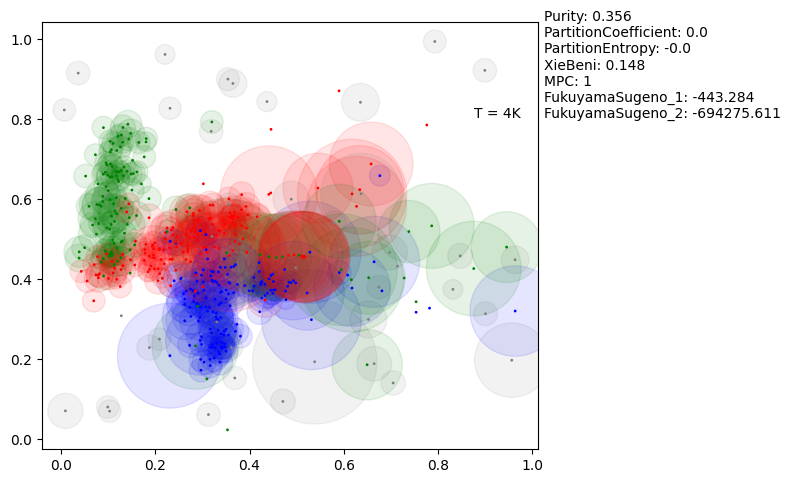 Purity: 0.356
PartitionCoefficient: 0.0
PartitionEntropy: -0.0
XieBeni: 0.148
MPC: 1
FukuyamaSugeno_1: -443.284
FukuyamaSugeno_2: -694275.611
T = 4K
1.0
0.8
0.6
0.4
0.2
0.0
0.0 0.2 0.4 0.6 0.8 1.0